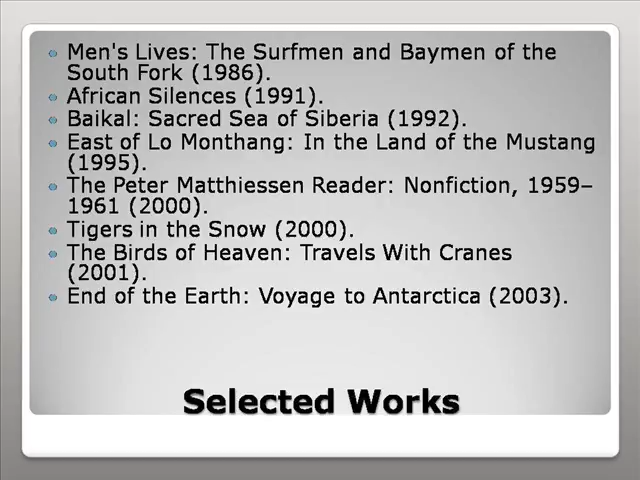 Men's Lives: The Surfmen and Baymen of the
South Fork (1986).
African Silences (1991).
Baikal: Sacred Sea of Siberia (1992).
East of Lo Monthang: In the Land of the Mustang
(1995).
The Peter Matthiessen Reader: Nonfiction, 1959–
1961 (2000).
Tigers in the Snow (2000).
The Birds of Heaven: Travels With Cranes
(2001).
End of the Earth: Voyage to Antarctica (2003).
Selected Works